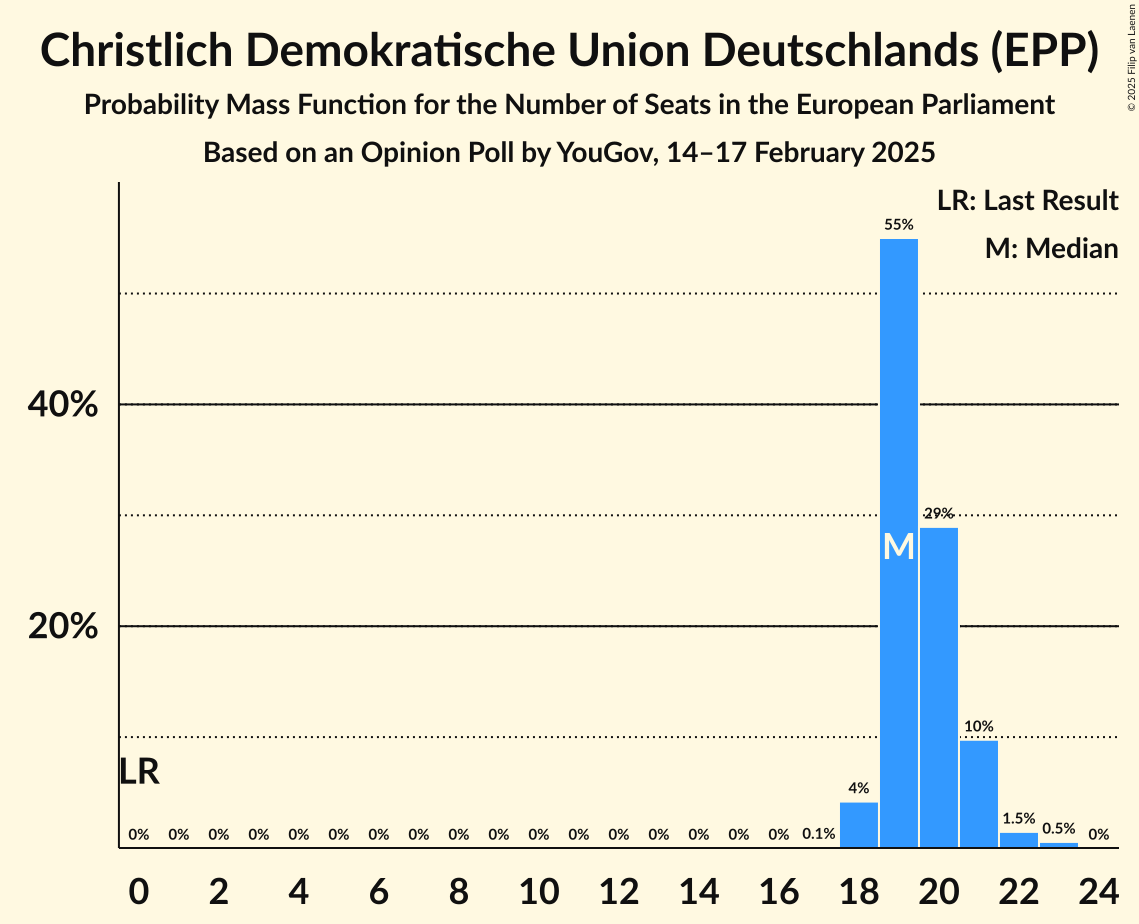 Christlich Demokratische Union Deutschlands (EPP)
Probability Mass Function for the Number of Seats in the European Parliament
Based on an Opinion Poll by YouGov, 14–17 February 2025
© 2025 Filip van Laenen
LR: Last Result
M: Median
55%
40%
29%
M
20%
10%
LR
4%
0% 0% 0% 0% 0% 0% 0% 0% 0% 0% 0% 0% 0% 0% 0% 0% 0% 0.1% 1.5% 0.5% 0%
0 2 4 6 8 10 12 14 16 18 20 22 24